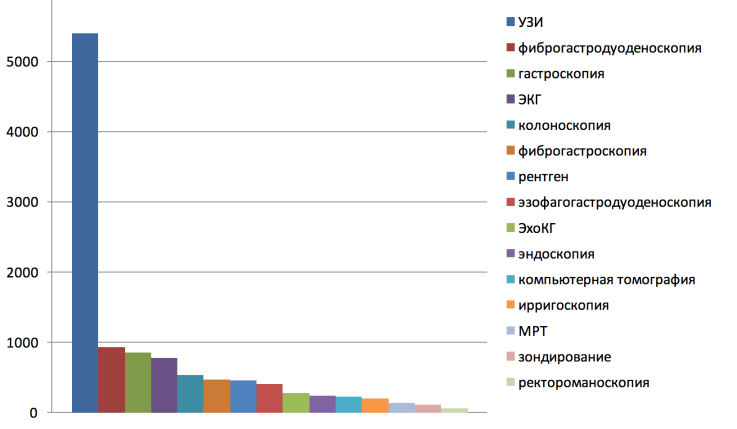 5000
4000
3000
2000
1000
0
УЗИ
фиброгастродуоденоскопия
гастроскопия
ЭКГ
колоноскопия
фиброгастроскопия
рентген
эзофагогастродуоденоскопия
ЭхоКГ
эндоскопия
компьютерная томография
ирригоскопия
МРТ
зондирование
ректороманоскопия